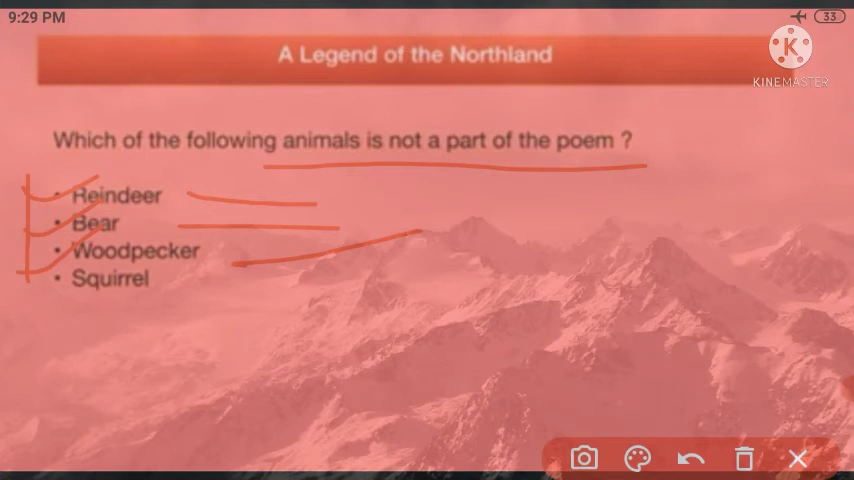 9:29 PM
33
A Legend of the Northland
K
KINEMASTER
Which of the following animals is not a part of the poem ?
• Reindeer
• Bear
• Woodpecker
• Squirrel